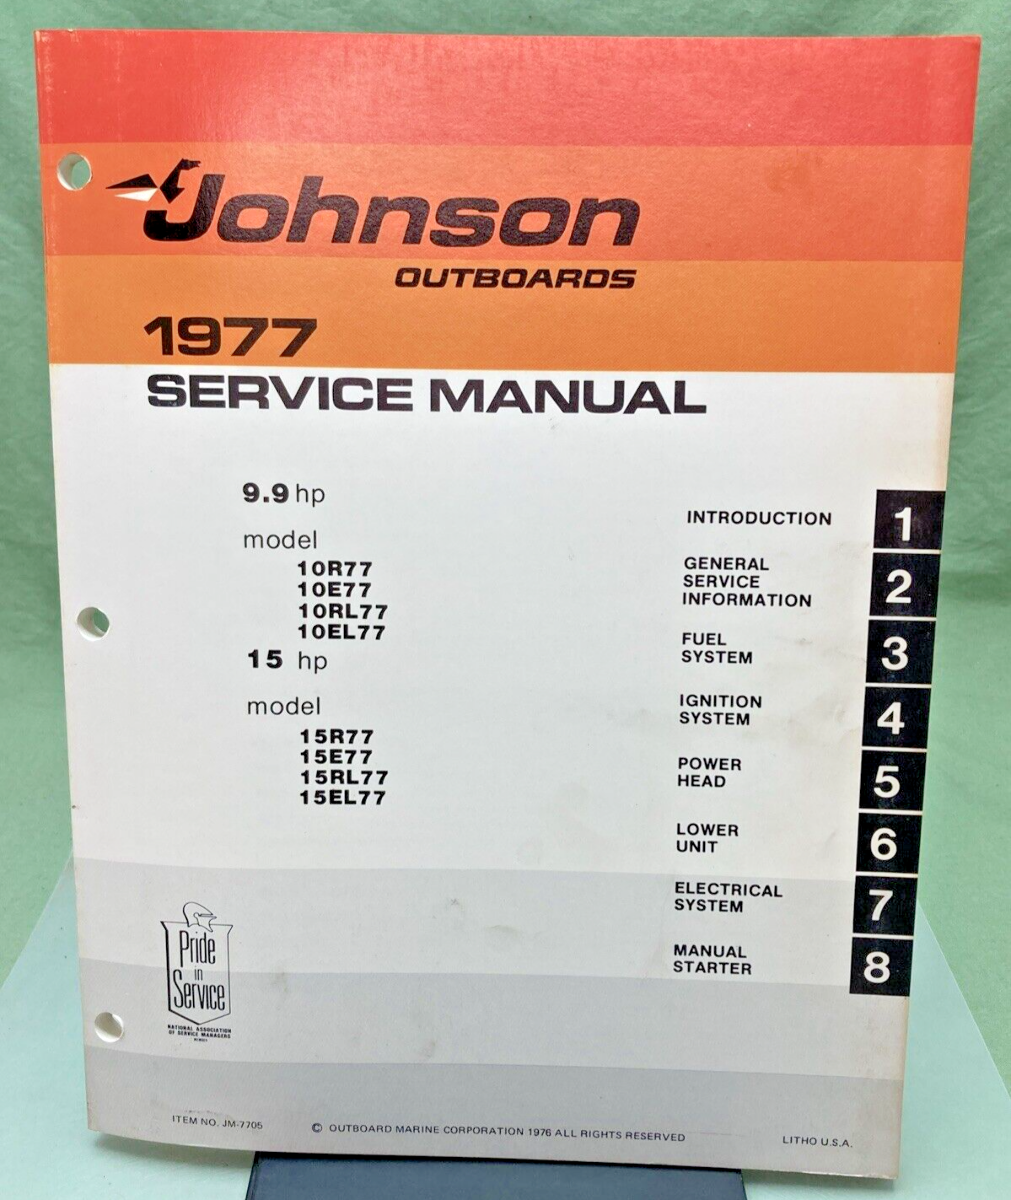 Johnson
OUTBOARDS
1977
SERVICE MANUAL
9.9 hp
model
10R77
10E77
10RL77
10EL77
15 hp
model
15R77
15E77
15RL77
15EL77
INTRODUCTION
1
GENERAL
SERVICE
INFORMATION
2
FUEL
SYSTEM
3
IGNITION
SYSTEM
4
POWER
HEAD
5
LOWER
UNIT
6
ELECTRICAL
SYSTEM
7
MANUAL
STARTER
8
Pride
in
Service
NATIONAL ASSOCIATION
OF SERVICE MANAGERS
ITEM NO. JM-7705
© OUTBOARD MARINE CORPORATION 1976 ALL RIGHTS RESERVED
LITHO U.S.A.